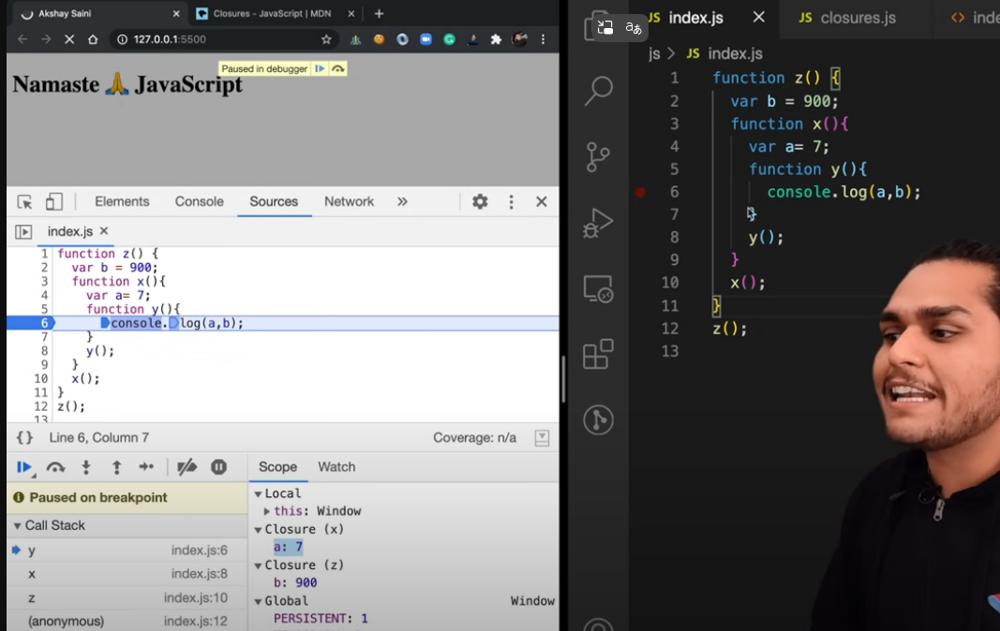 Akshay Saini
Closures - JavaScript | MDN
127.0.0.1:5500
Paused in debugger
Namaste 🙏 JavaScript
Elements Console Sources Network
index.js
1 function z() {
2 var b = 900;
3 function x(){
4 var a= 7;
5 function y(){
6 console.log(a,b);
7 }
8 y();
9 }
10 x();
11 }
12 z();
13
{} Line 6, Column 7 Coverage: n/a
Scope Watch
Paused on breakpoint
Call Stack
y index.js:6
x index.js:8
z index.js:10
(anonymous) index.js:12
Local
this: Window
Closure (x)
a: 7
Closure (z)
b: 900
Global Window
PERSISTENT: 1
JS index.js JS closures.js <> inde
js > JS index.js
1 function z() {
2 var b = 900;
3 function x(){
4 var a= 7;
5 function y(){
6 console.log(a,b);
7 }
8 y();
9 }
10 x();
11 }
12 z();
13